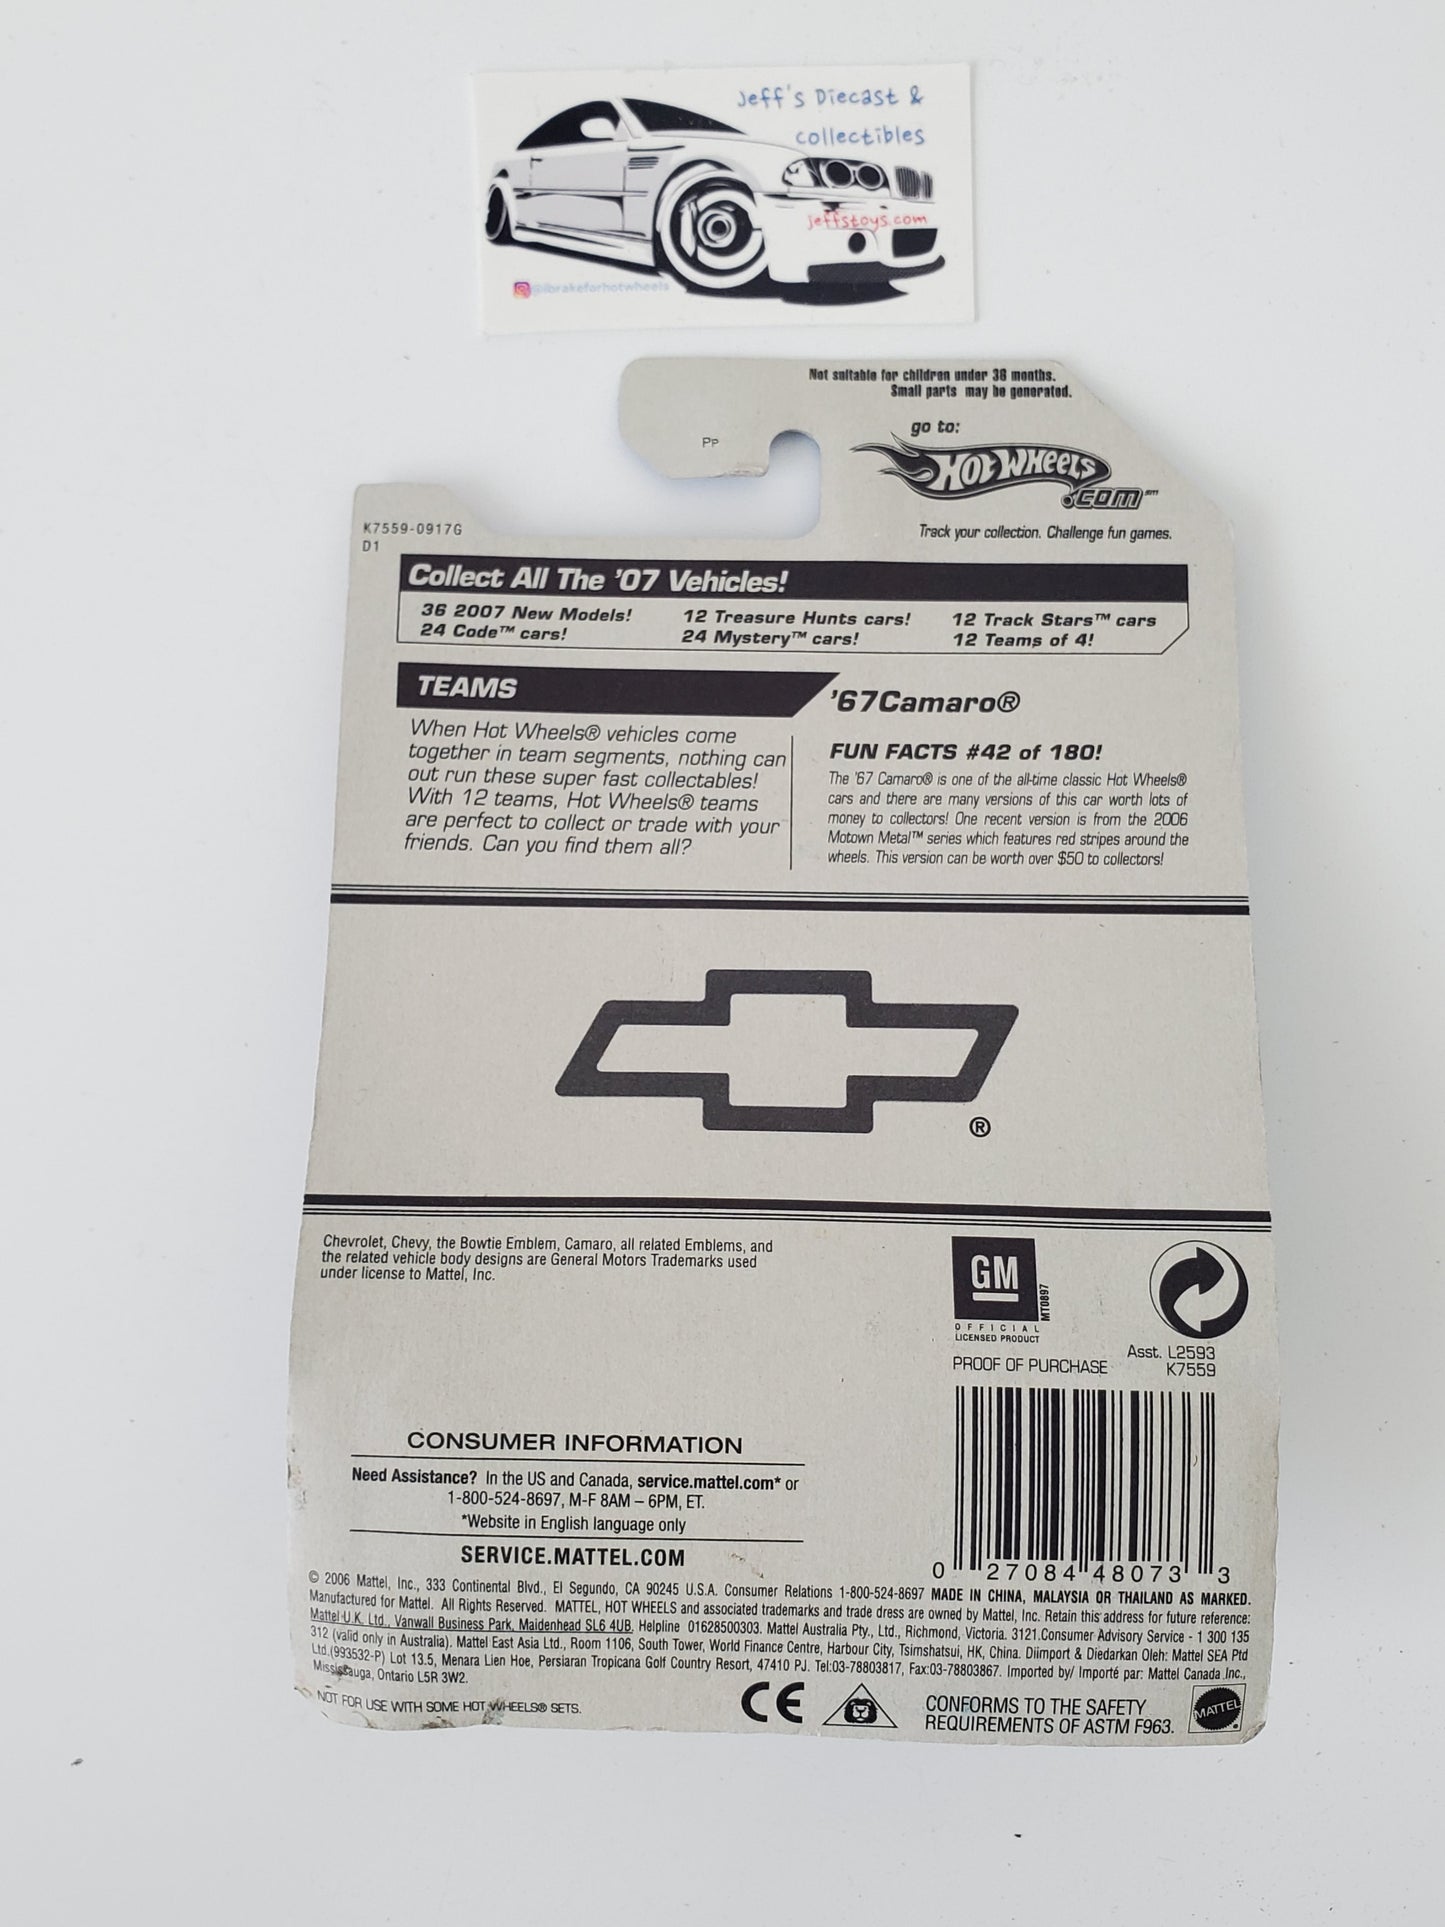 Jeff's Diecast &
collectibles
jeffstoys.com
@ibrakeforhotwheels
Not suitable for children under 36 months.
Small parts may be generated.
PP
go to:
HOT WHEELS
.COM℠
Track your collection. Challenge fun games.
K7559-0917G
D1
Collect All The '07 Vehicles!
36 2007 New Models! 12 Treasure Hunts cars! 12 Track Stars™ cars
24 Code™ cars! 24 Mystery™ cars! 12 Teams of 4!
TEAMS
When Hot Wheels® vehicles come
together in team segments, nothing can
out run these super fast collectables!
With 12 teams, Hot Wheels® teams
are perfect to collect or trade with your
friends. Can you find them all?
'67Camaro®
FUN FACTS #42 of 180!
The '67 Camaro® is one of the all-time classic Hot Wheels®
cars and there are many versions of this car worth lots of
money to collectors! One recent version is from the 2006
Motown Metal™ series which features red stripes around the
wheels. This version can be worth over $50 to collectors!
®
Chevrolet, Chevy, the Bowtie Emblem, Camaro, all related Emblems, and
the related vehicle body designs are General Motors Trademarks used
under license to Mattel, Inc.
GM
MT0897
OFFICIAL
LICENSED PRODUCT
PROOF OF PURCHASE
Asst. L2593
K7559
0 27084 48073 3
CONSUMER INFORMATION
Need Assistance? In the US and Canada, service.mattel.com* or
1-800-524-8697, M-F 8AM – 6PM, ET.
*Website in English language only
SERVICE.MATTEL.COM
© 2006 Mattel, Inc., 333 Continental Blvd., El Segundo, CA 90245 U.S.A. Consumer Relations 1-800-524-8697 MADE IN CHINA, MALAYSIA OR THAILAND AS MARKED.
Manufactured for Mattel. All Rights Reserved. MATTEL, HOT WHEELS and associated trademarks and trade dress are owned by Mattel, Inc. Retain this address for future reference:
Mattel U.K. Ltd., Vanwall Business Park, Maidenhead SL6 4UB. Helpline 01628500303. Mattel Australia Pty., Ltd., Richmond, Victoria. 3121.Consumer Advisory Service - 1 300 135
312 (valid only in Australia). Mattel East Asia Ltd., Room 1106, South Tower, World Finance Centre, Harbour City, Tsimshatsui, HK, China. Diimport & Diedarkan Oleh: Mattel SEA Ptd
Ltd.(993532-P) Lot 13.5, Menara Lien Hoe, Persiaran Tropicana Golf Country Resort, 47410 PJ. Tel:03-78803817, Fax:03-78803867. Imported by/ Importé par: Mattel Canada Inc.,
Mississauga, Ontario L5R 3W2.
NOT FOR USE WITH SOME HOT WHEELS® SETS.
CE
CONFORMS TO THE SAFETY
REQUIREMENTS OF ASTM F963.
MATTEL